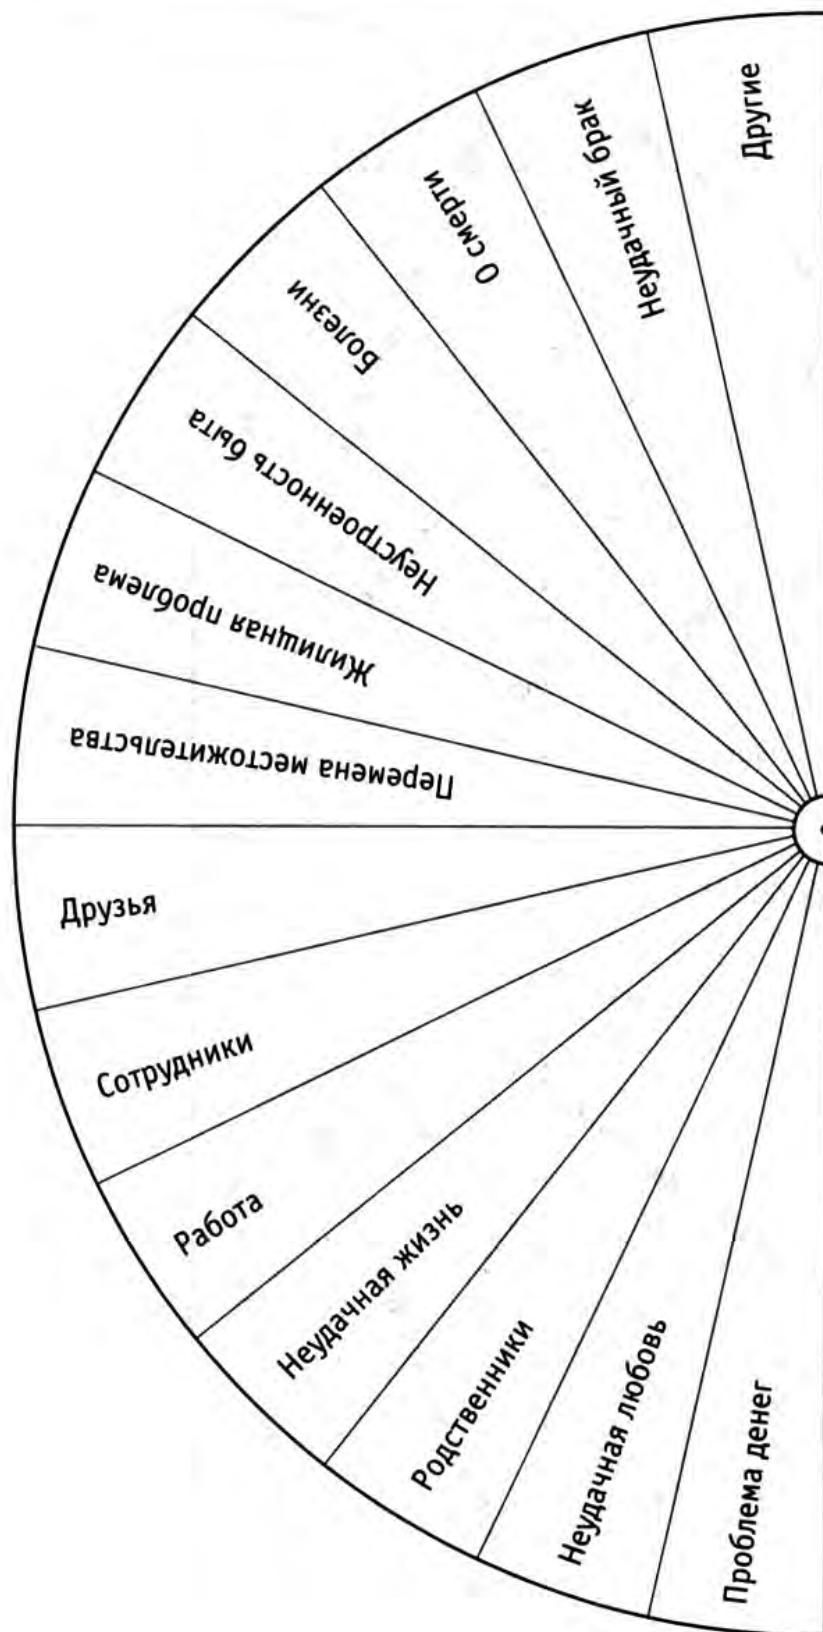 Другие
Неудачный брак
О смерти
Болезни
Неустроенность быта
Жилищная проблема
Перемена местожительства
Друзья
Сотрудники
Работа
Неудачная жизнь
Родственники
Неудачная любовь
Проблема денег